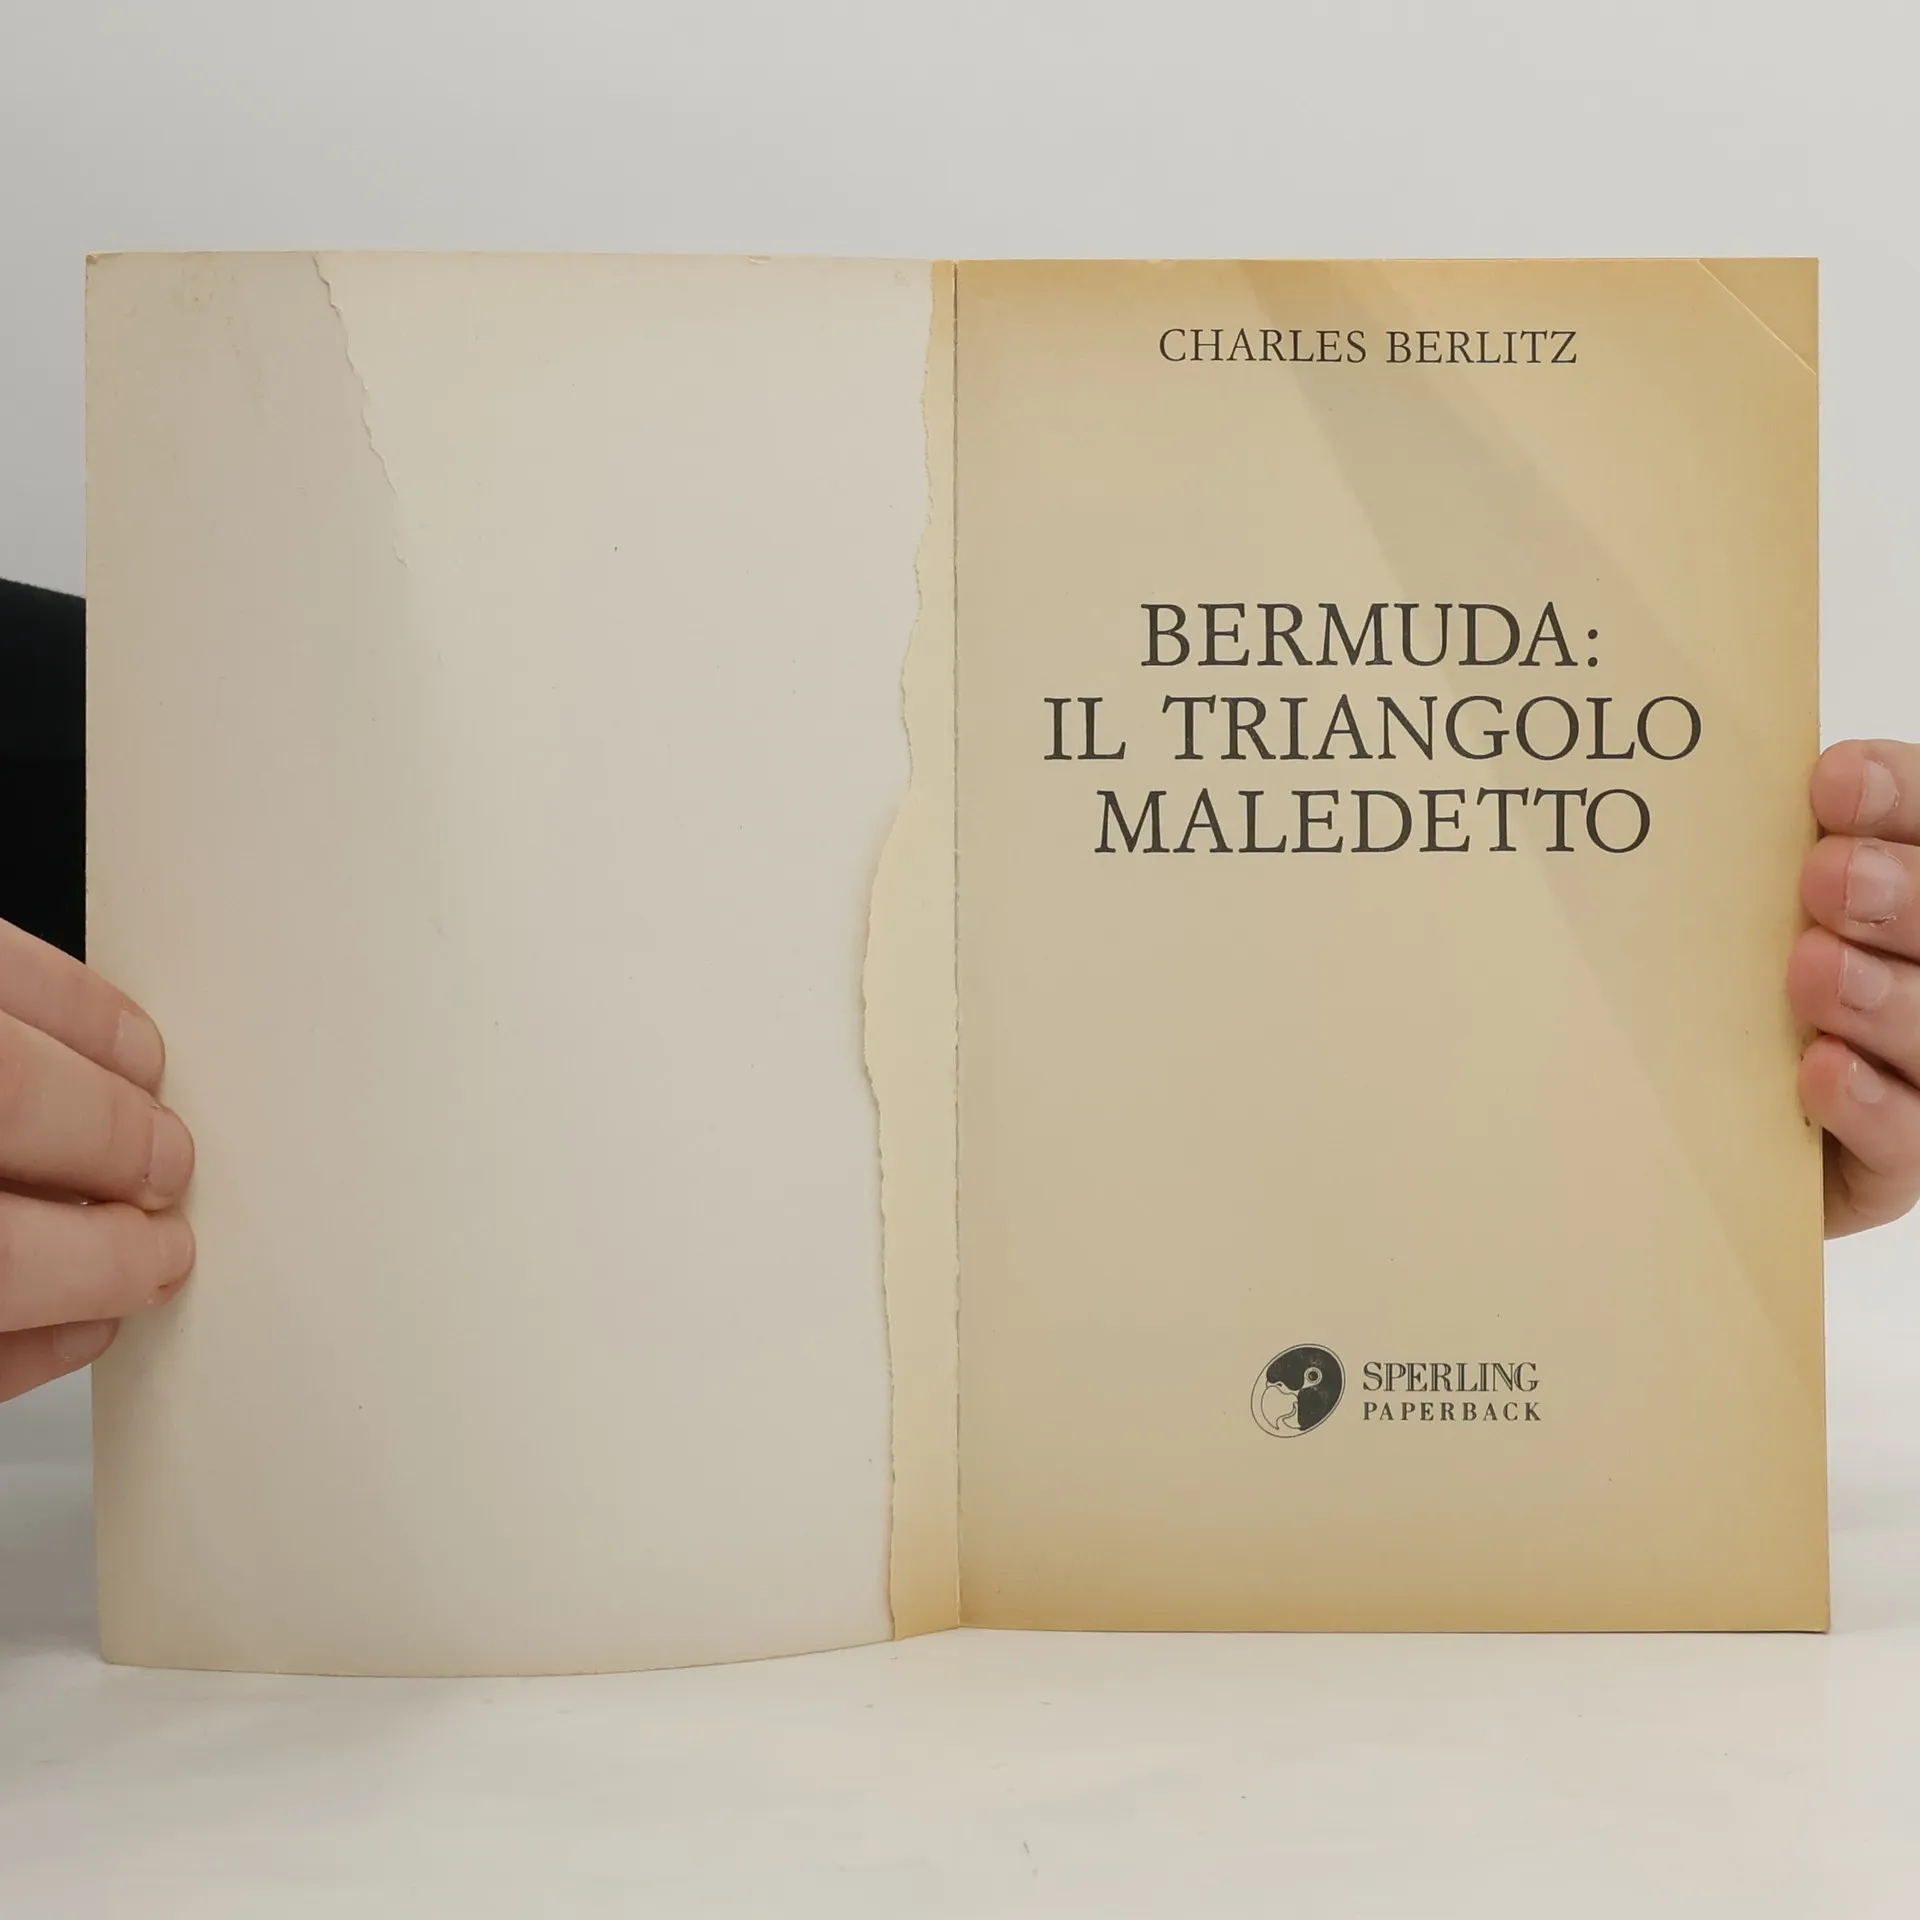 CHARLES BERLITZ
BERMUDA:
IL TRIANGOLO
MALEDETTO
SPERLING
PAPERBACK